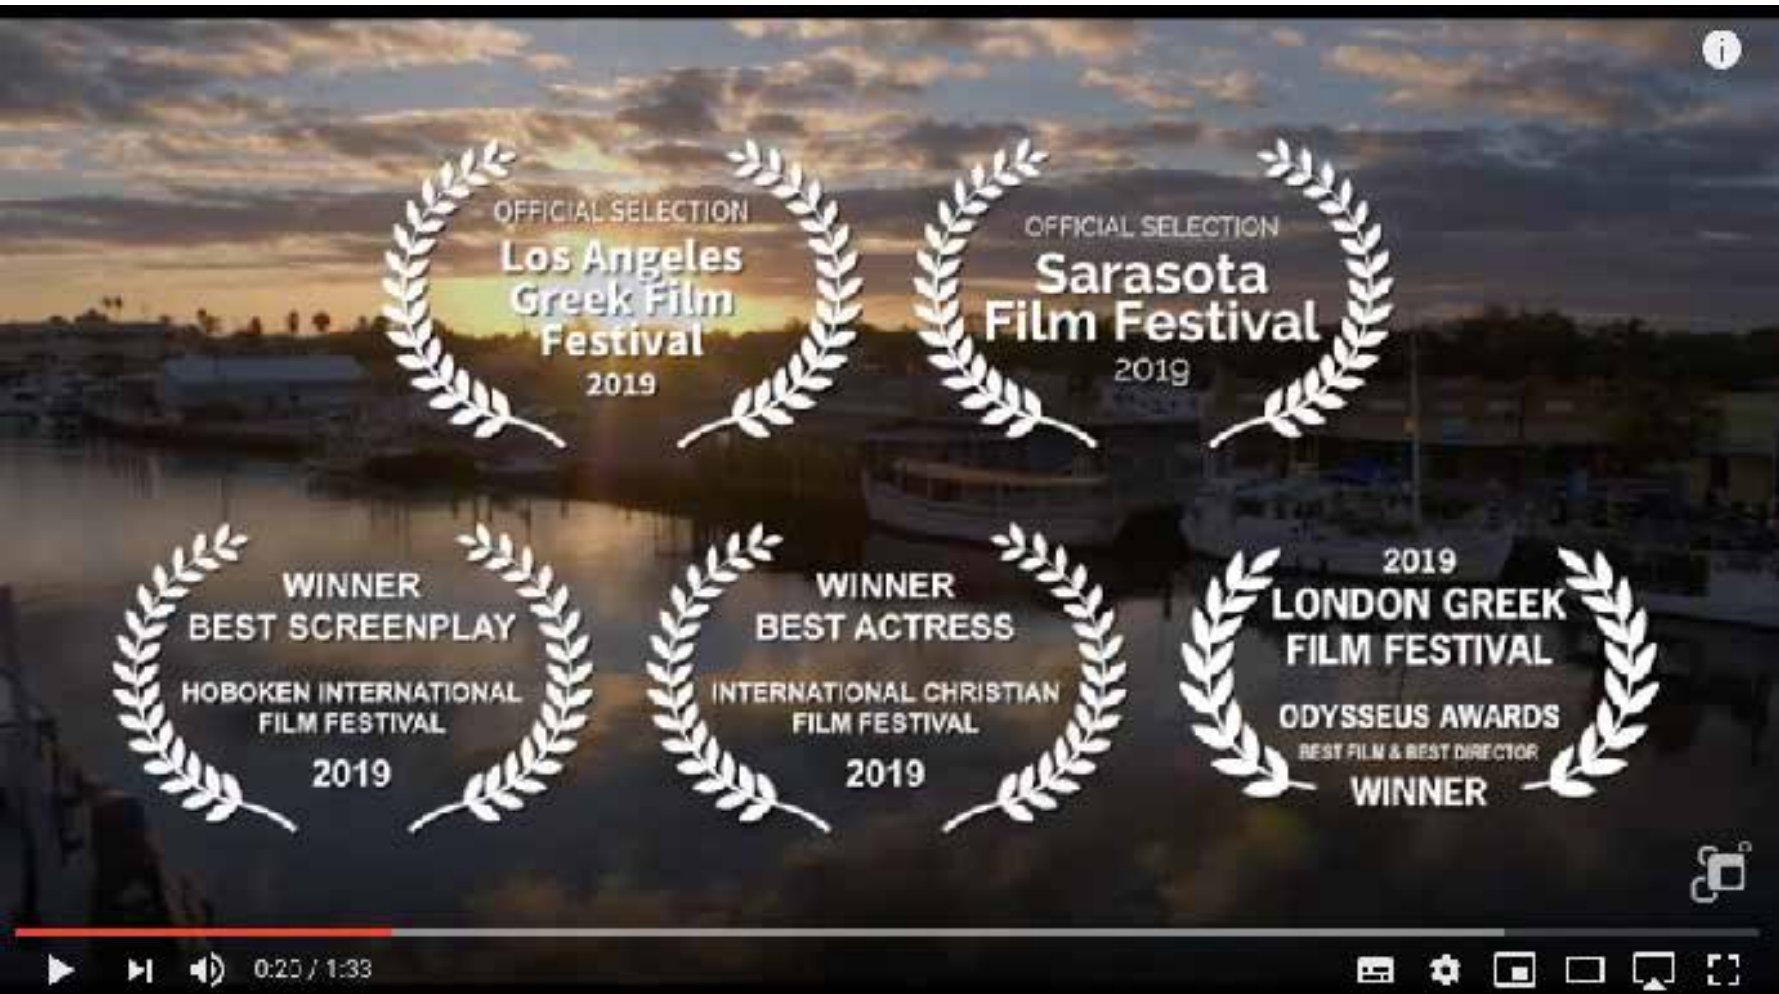 OFFICIAL SELECTION
Los Angeles
Greek Film
Festival
2019
OFFICIAL SELECTION
Sarasota
Film Festival
2019
WINNER
BEST SCREENPLAY
HOBOKEN INTERNATIONAL
FILM FESTIVAL
2019
WINNER
BEST ACTRESS
INTERNATIONAL CHRISTIAN
FILM FESTIVAL
2019
2019
LONDON GREEK
FILM FESTIVAL
ODYSSEUS AWARDS
BEST FILM & BEST DIRECTOR
WINNER
0:20 / 1:33